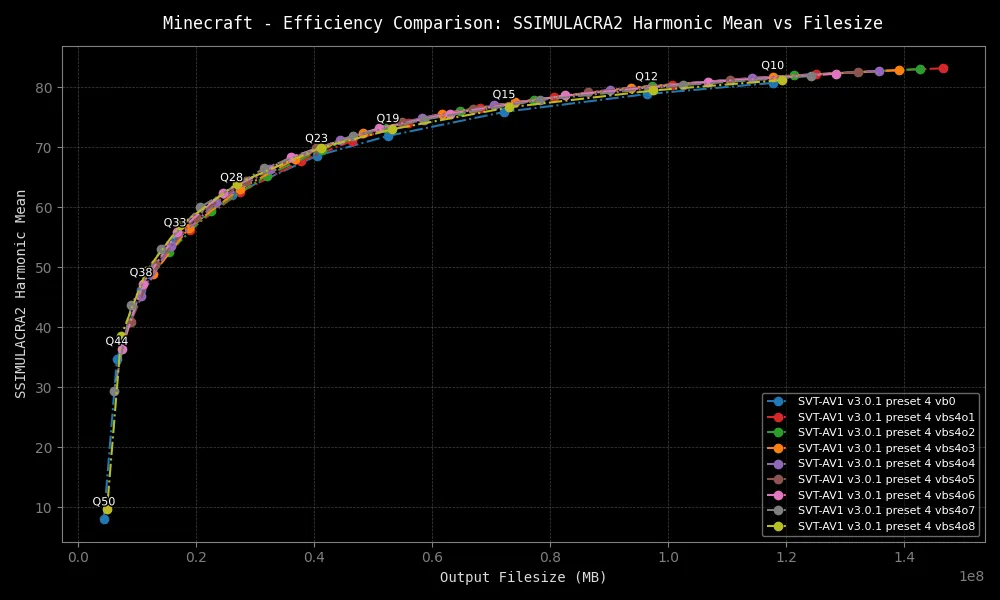 Minecraft - Efficiency Comparison: SSIMULACRA2 Harmonic Mean vs Filesize
SSIMULACRA2 Harmonic Mean
80
70
60
50
40
30
20
10
Q10
Q12
Q15
Q19
Q23
Q28
Q33
Q38
Q44
Q50
SVT-AV1 v3.0.1 preset 4 vb0
SVT-AV1 v3.0.1 preset 4 vbs4o1
SVT-AV1 v3.0.1 preset 4 vbs4o2
SVT-AV1 v3.0.1 preset 4 vbs4o3
SVT-AV1 v3.0.1 preset 4 vbs4o4
SVT-AV1 v3.0.1 preset 4 vbs4o5
SVT-AV1 v3.0.1 preset 4 vbs4o6
SVT-AV1 v3.0.1 preset 4 vbs4o7
SVT-AV1 v3.0.1 preset 4 vbs4o8
0.0 0.2 0.4 0.6 0.8 1.0 1.2 1.4
1e8
Output Filesize (MB)